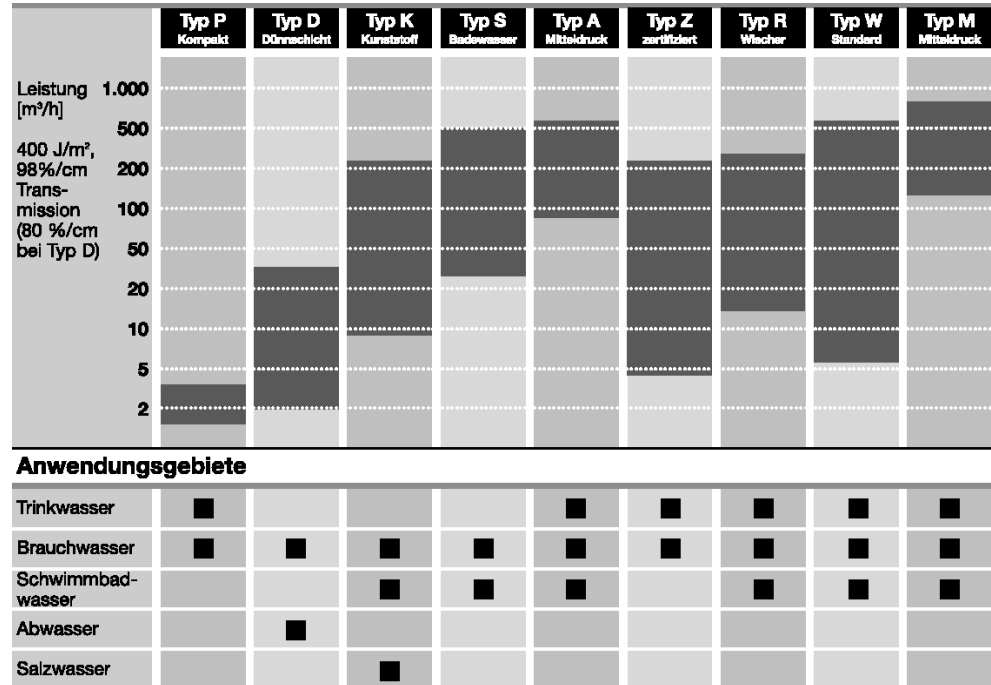 Typ P Typ D Typ K Typ S Typ A Typ Z Typ R Typ W Typ M
Kompakt Dünnschicht Kunststoff Badewasser Mitteldruck zertifiziert Wischer Standard Mitteldruck
Leistung 1.000
[m³/h]
500
400 J/m²,
98%/cm 200
Trans-
mission 100
(80 %/cm
bei Typ D) 50
20
10
5
2
Anwendungsgebiete
Trinkwasser
Brauchwasser
Schwimmbad-
wasser
Abwasser
Salzwasser